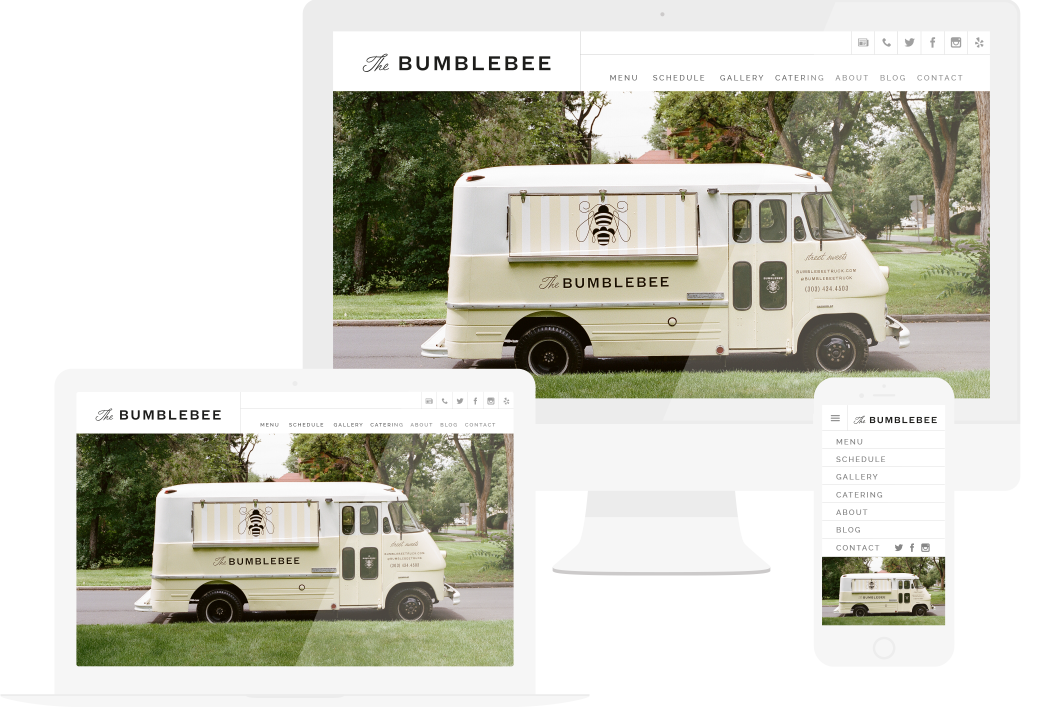 The BUMBLEBEE
MENU SCHEDULE GALLERY CATERING ABOUT BLOG CONTACT
The BUMBLEBEE
street sweets
BUMBLEBEETRUCK.COM
@BUMBLEBEETRUCK
(303) 434.4503
The BUMBLEBEE
MENU SCHEDULE GALLERY CATERING ABOUT BLOG CONTACT
The BUMBLEBEE
street sweets
The BUMBLEBEE
MENU
SCHEDULE
GALLERY
CATERING
ABOUT
BLOG
CONTACT